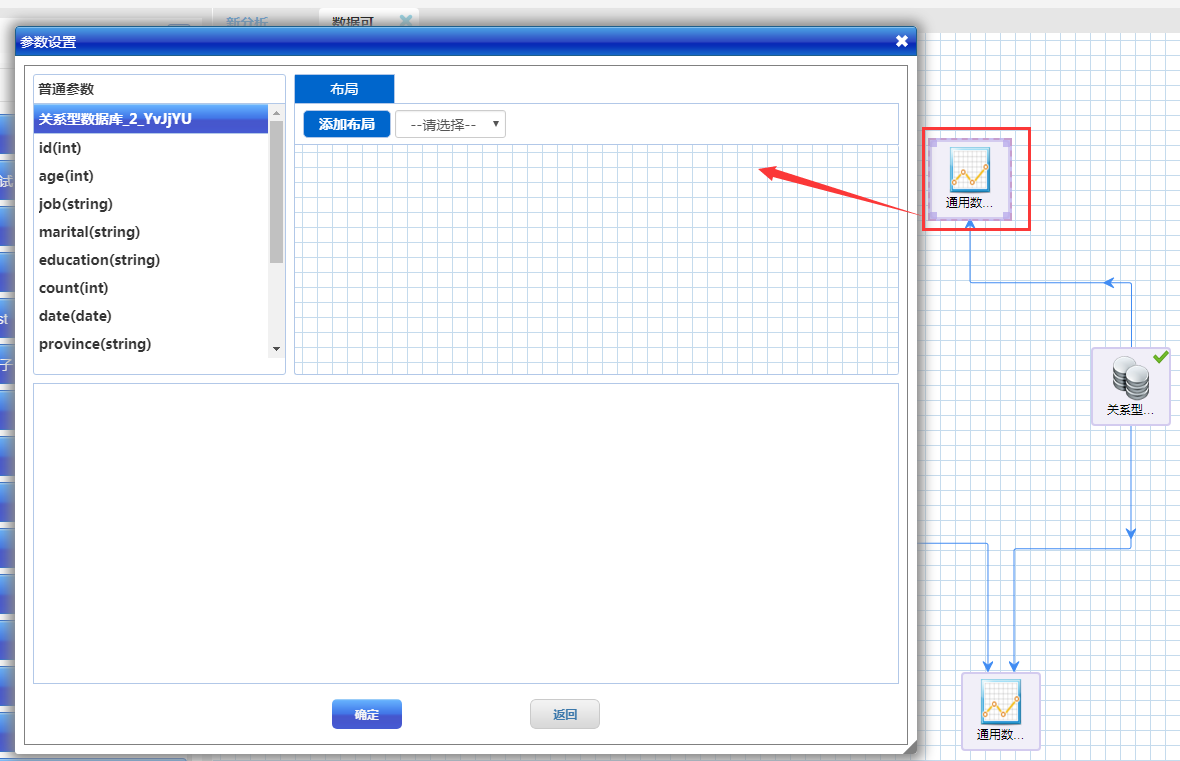 新分析
数据可
参数设置
普通参数
布局
关系型数据库_2_YvJjYU
添加布局
--请选择--
id(int)
age(int)
job(string)
marital(string)
education(string)
count(int)
date(date)
province(string)
试
st
子
通用数...
关系型...
通用数...
确定
返回